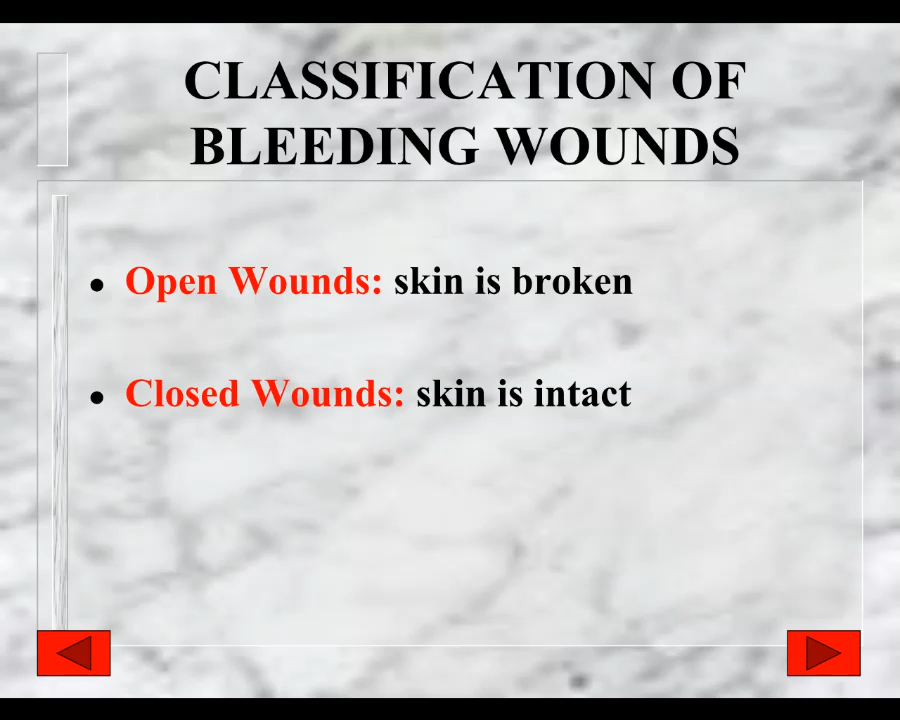 CLASSIFICATION OF
BLEEDING WOUNDS
● Open Wounds: skin is broken
● Closed Wounds: skin is intact